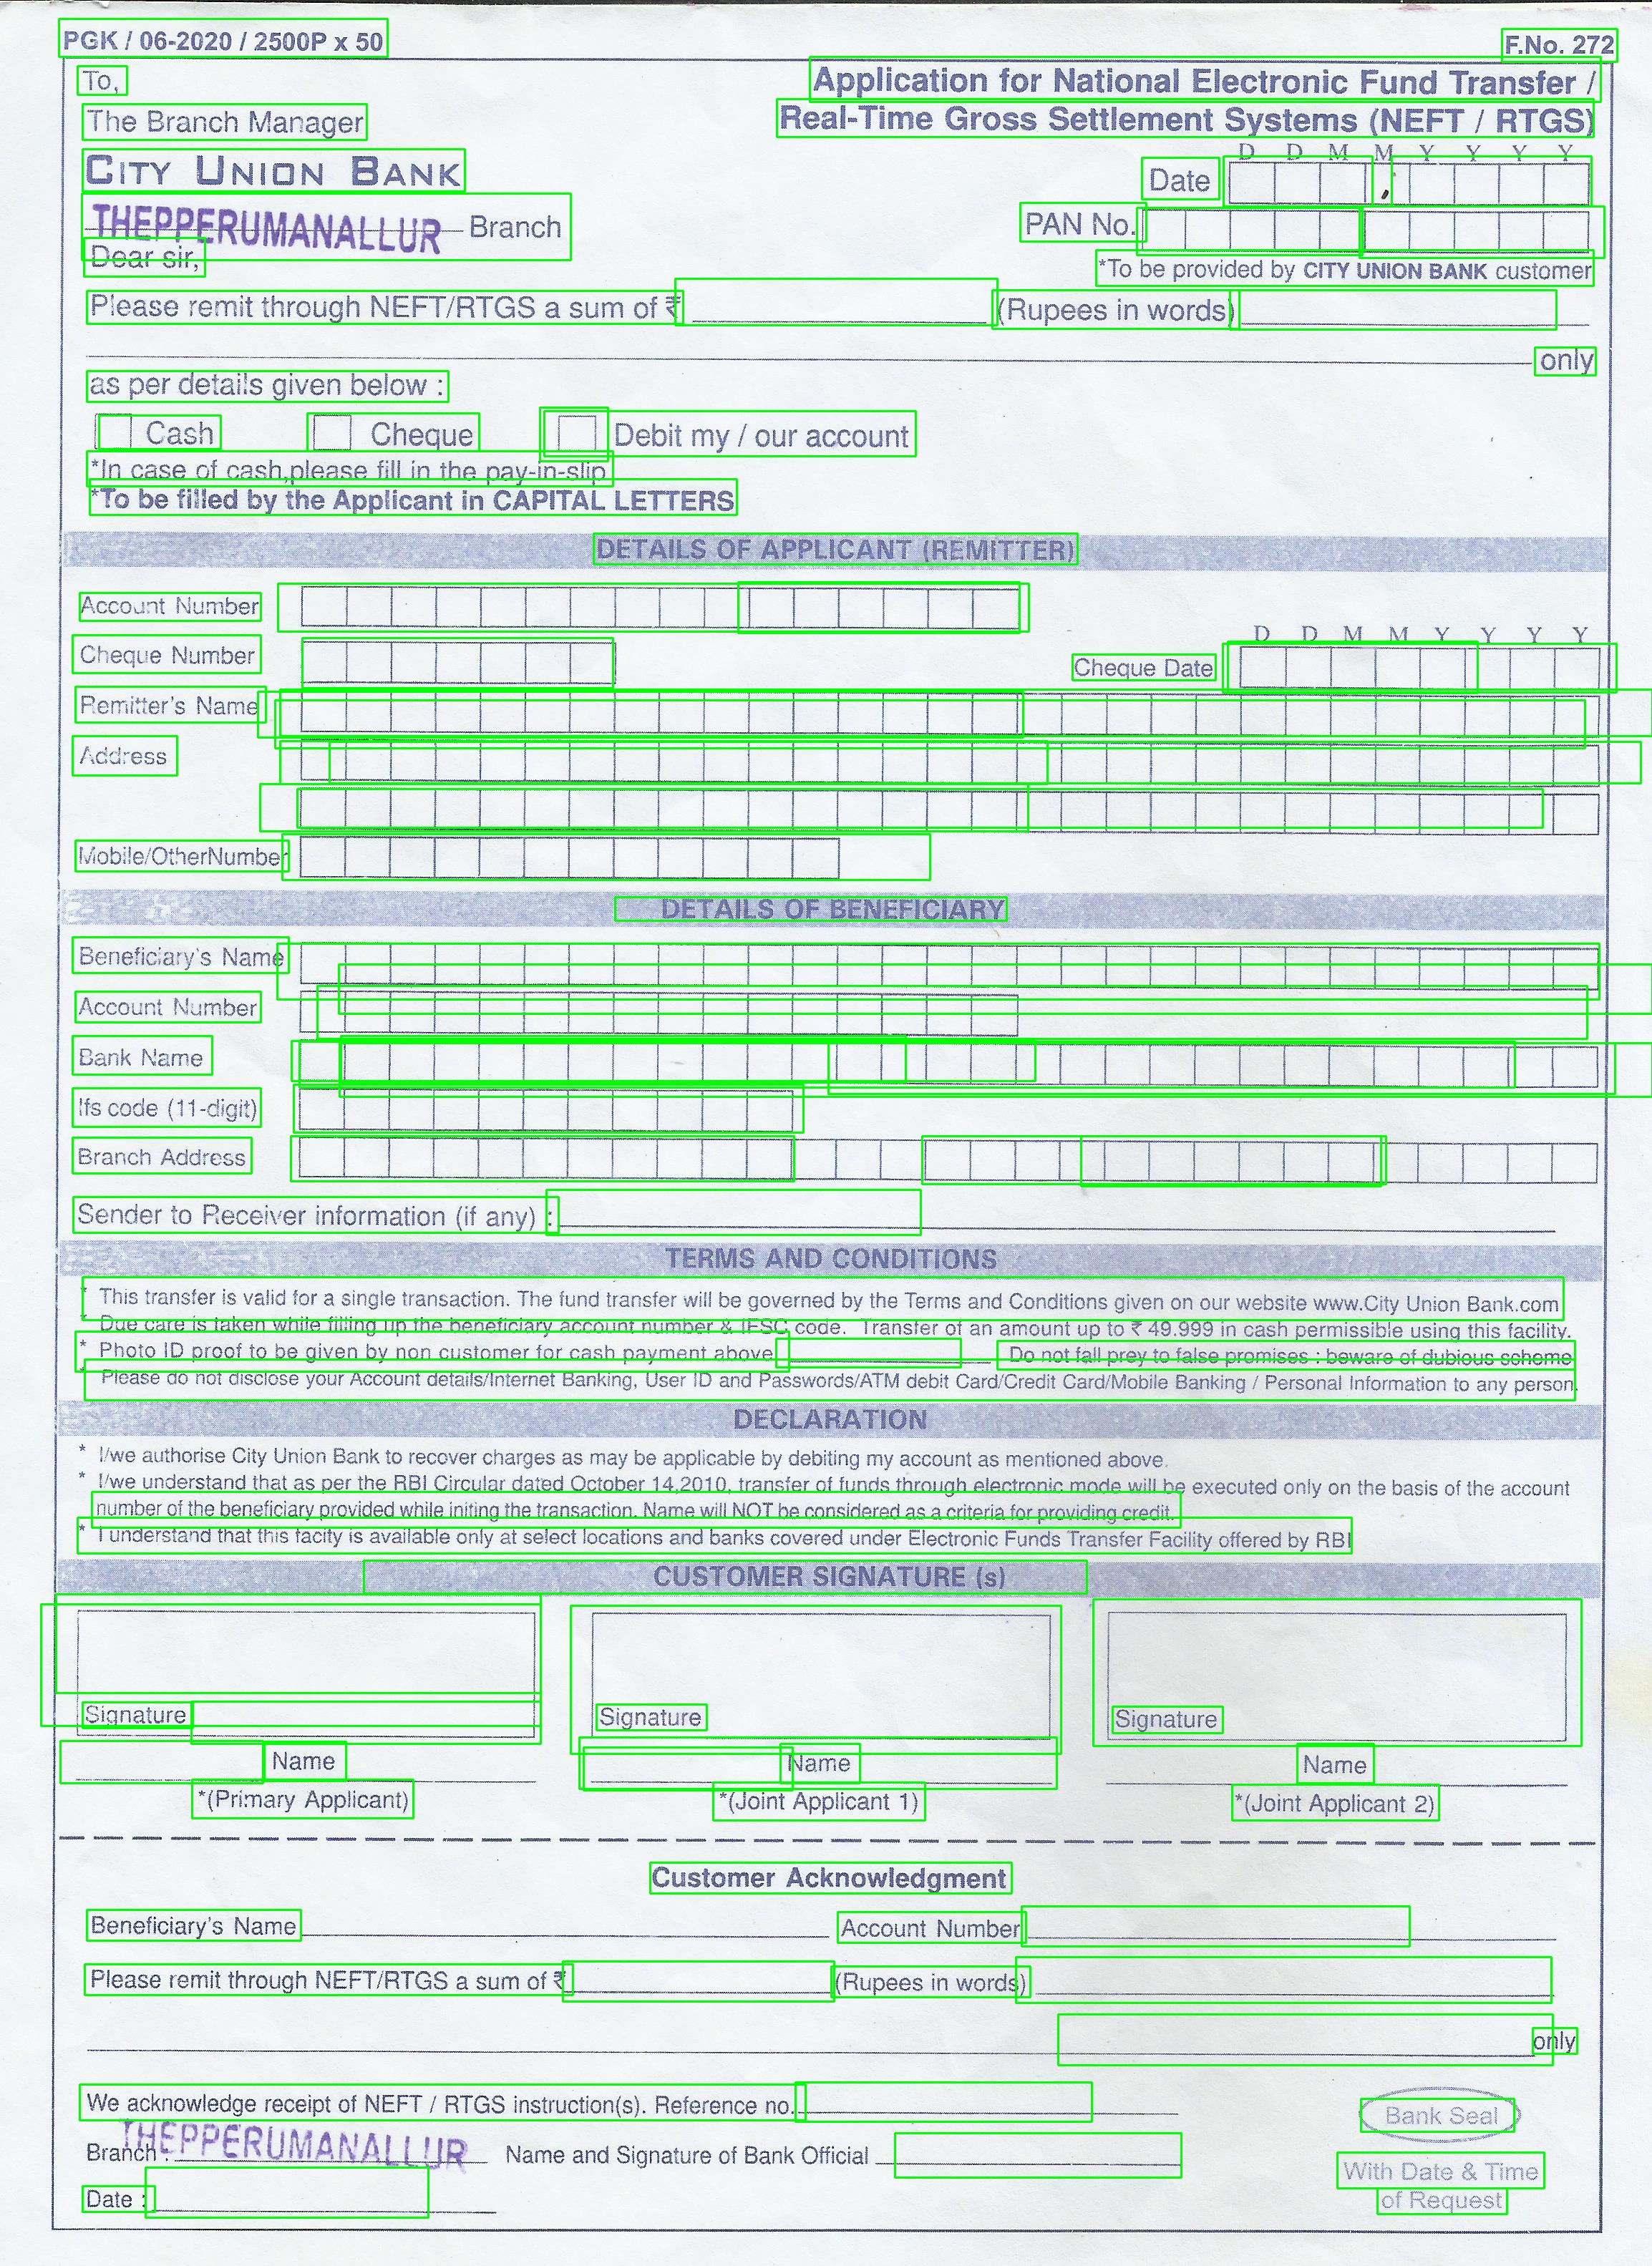 PGK / 06-2020 / 2500P x 50 F.No. 272
To,
The Branch Manager
CITY UNION BANK
THEPPERUMANALLUR Branch
Application for National Electronic Fund Transfer /
Real-Time Gross Settlement Systems (NEFT / RTGS)
D D M M Y Y Y Y
Date
PAN No.
*To be provided by CITY UNION BANK customer
Dear sir,
Please remit through NEFT/RTGS a sum of ₹ (Rupees in words)
only
as per details given below :
Cash Cheque Debit my / our account
*In case of cash,please fill in the pay-in-slip
*To be filled by the Applicant in CAPITAL LETTERS
DETAILS OF APPLICANT (REMITTER)
Account Number
D D M M Y Y Y Y
Cheque Number Cheque Date
Remitter's Name
Address
Mobile/OtherNumber
DETAILS OF BENEFICIARY
Beneficiary's Name
Account Number
Bank Name
Ifs code (11-digit)
Branch Address
Sender to Receiver information (if any) :
TERMS AND CONDITIONS
* This transfer is valid for a single transaction. The fund transfer will be governed by the Terms and Conditions given on our website www.City Union Bank.com
* Due care is taken while filling up the beneficiary account number & IFSC code. Transfer of an amount up to ₹ 49.999 in cash permissible using this facility.
* Photo ID proof to be given by non customer for cash payment above Do not fall prey to false promises : beware of dubious scheme
* Please do not disclose your Account details/Internet Banking, User ID and Passwords/ATM debit Card/Credit Card/Mobile Banking / Personal Information to any person.
DECLARATION
* I/we authorise City Union Bank to recover charges as may be applicable by debiting my account as mentioned above.
* I/we understand that as per the RBI Circular dated October 14,2010, transfer of funds through electronic mode will be executed only on the basis of the account
number of the beneficiary provided while initing the transaction. Name will NOT be considered as a criteria for providing credit.
* I understand that this facity is available only at select locations and banks covered under Electronic Funds Transfer Facility offered by RBI
CUSTOMER SIGNATURE (s)
Signature Signature Signature
Name Name Name
*(Primary Applicant) *(Joint Applicant 1) *(Joint Applicant 2)
Customer Acknowledgment
Beneficiary's Name Account Number
Please remit through NEFT/RTGS a sum of ₹ (Rupees in words)
only
We acknowledge receipt of NEFT / RTGS instruction(s). Reference no.
Bank Seal
Branch : THEPPERUMANALLUR Name and Signature of Bank Official
With Date & Time
of Request
Date :